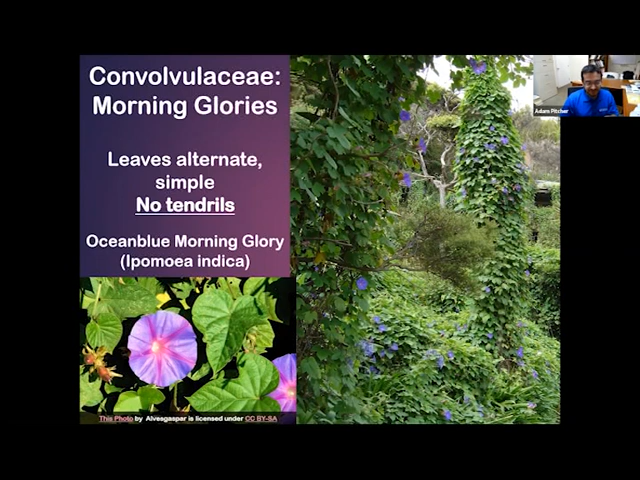 Convolvulaceae:
Morning Glories
Leaves alternate,
simple
No tendrils
Oceanblue Morning Glory
(Ipomoea indica)
Adam Pitcher
This Photo by Alvesgaspar is licensed under CC BY-SA